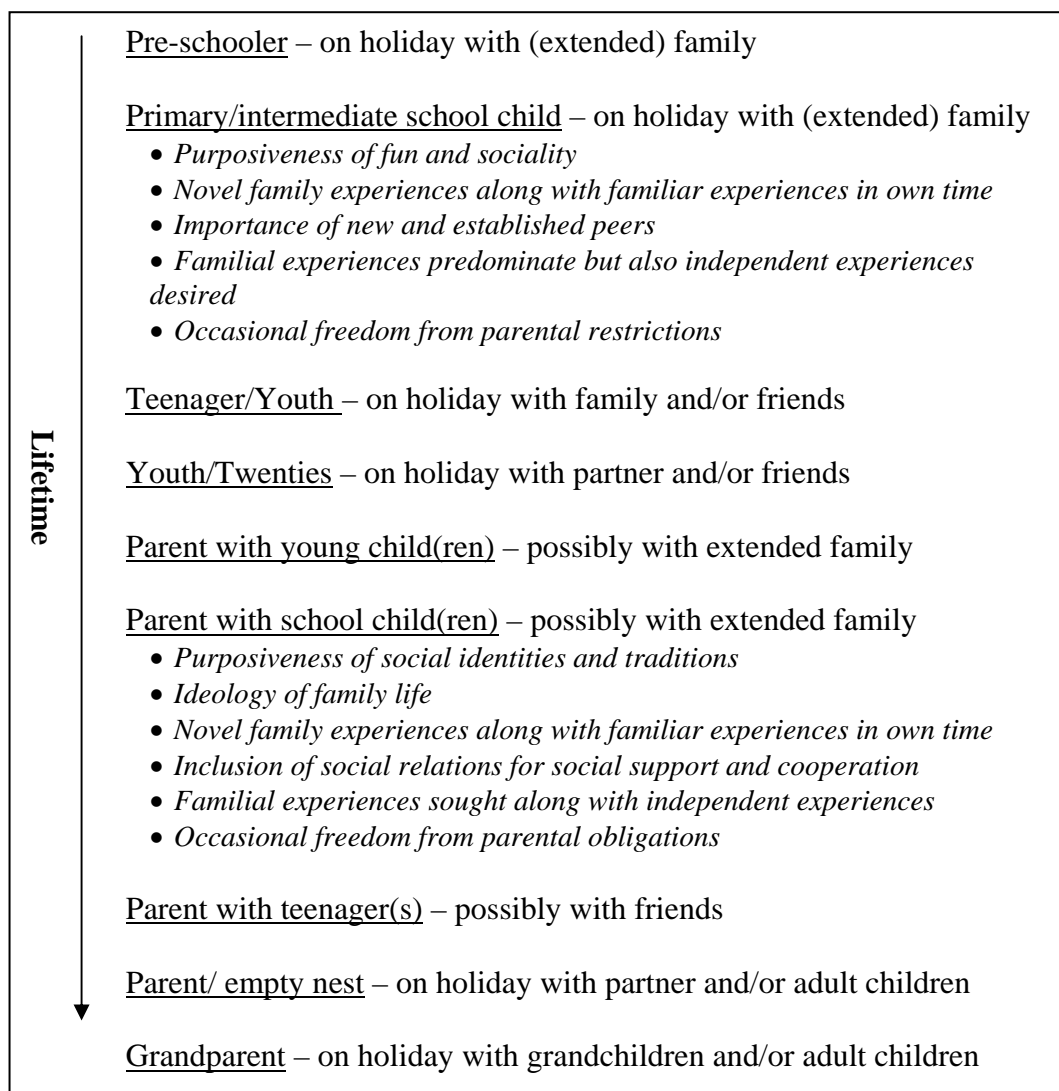 Pre-schooler – on holiday with (extended) family
Primary/intermediate school child – on holiday with (extended) family
• Purposiveness of fun and sociality
• Novel family experiences along with familiar experiences in own time
• Importance of new and established peers
• Familial experiences predominate but also independent experiences
desired
• Occasional freedom from parental restrictions
Teenager/Youth – on holiday with family and/or friends
Lifetime
Youth/Twenties – on holiday with partner and/or friends
Parent with young child(ren) – possibly with extended family
Parent with school child(ren) – possibly with extended family
• Purposiveness of social identities and traditions
• Ideology of family life
• Novel family experiences along with familiar experiences in own time
• Inclusion of social relations for social support and cooperation
• Familial experiences sought along with independent experiences
• Occasional freedom from parental obligations
Parent with teenager(s) – possibly with friends
Parent/ empty nest – on holiday with partner and/or adult children
Grandparent – on holiday with grandchildren and/or adult children